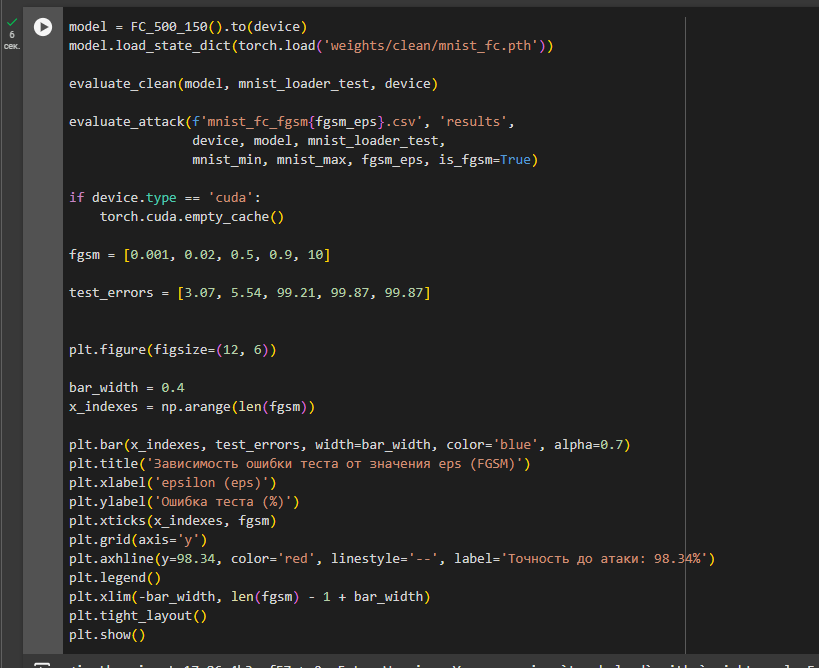 6
сек.
model = FC_500_150().to(device)
model.load_state_dict(torch.load('weights/clean/mnist_fc.pth'))
evaluate_clean(model, mnist_loader_test, device)
evaluate_attack(f'mnist_fc_fgsm{fgsm_eps}.csv', 'results',
device, model, mnist_loader_test,
mnist_min, mnist_max, fgsm_eps, is_fgsm=True)
if device.type == 'cuda':
torch.cuda.empty_cache()
fgsm = [0.001, 0.02, 0.5, 0.9, 10]
test_errors = [3.07, 5.54, 99.21, 99.87, 99.87]
plt.figure(figsize=(12, 6))
bar_width = 0.4
x_indexes = np.arange(len(fgsm))
plt.bar(x_indexes, test_errors, width=bar_width, color='blue', alpha=0.7)
plt.title('Зависимость ошибки теста от значения eps (FGSM)')
plt.xlabel('epsilon (eps)')
plt.ylabel('Ошибка теста (%)')
plt.xticks(x_indexes, fgsm)
plt.grid(axis='y')
plt.axhline(y=98.34, color='red', linestyle='--', label='Точность до атаки: 98.34%')
plt.legend()
plt.xlim(-bar_width, len(fgsm) - 1 + bar_width)
plt.tight_layout()
plt.show()